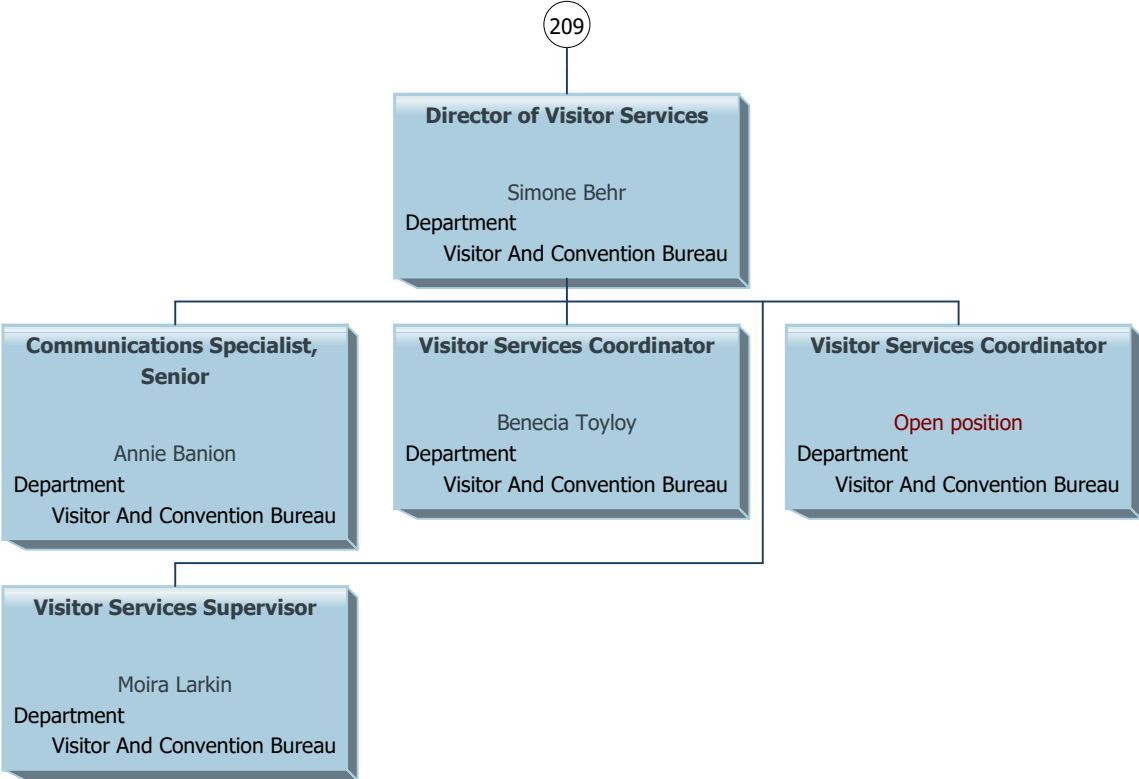 209
Director of Visitor Services
Simone Behr
Department
Visitor And Convention Bureau
Communications Specialist,
Senior
Annie Banion
Department
Visitor And Convention Bureau
Visitor Services Coordinator
Benecia Toyloy
Department
Visitor And Convention Bureau
Visitor Services Coordinator
Open position
Department
Visitor And Convention Bureau
Visitor Services Supervisor
Moira Larkin
Department
Visitor And Convention Bureau